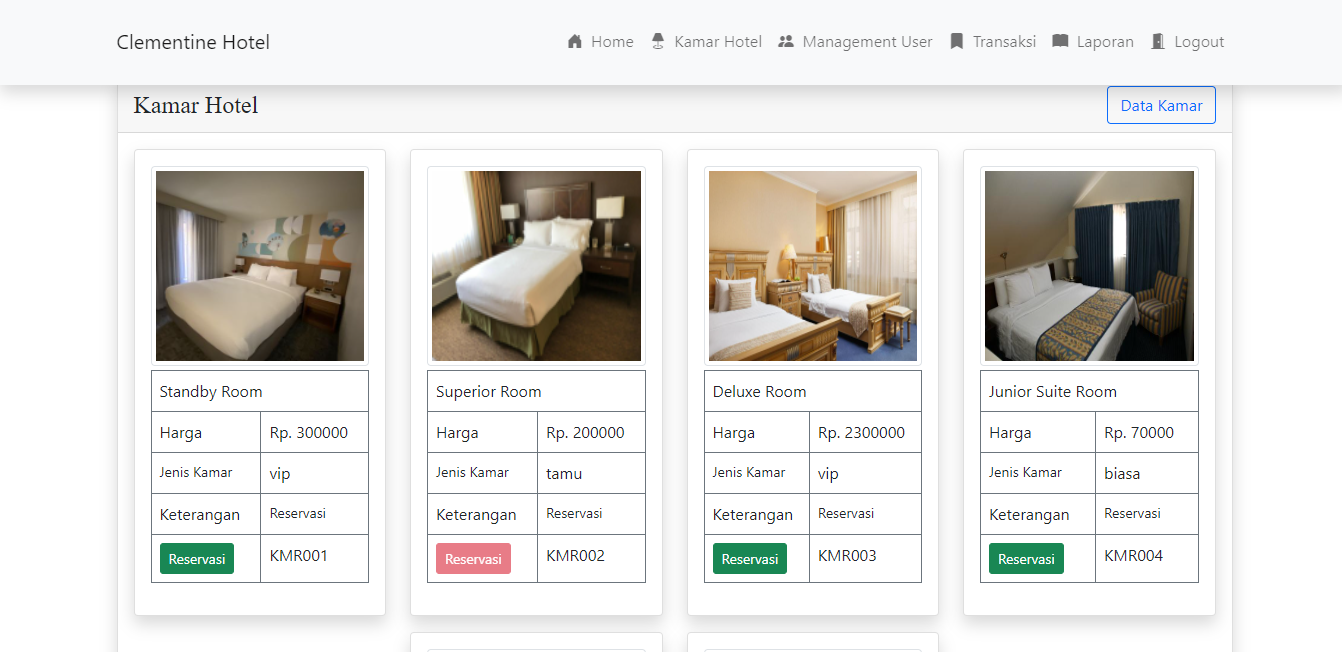 Clementine Hotel
Home Kamar Hotel Management User Transaksi Laporan Logout
Kamar Hotel
Data Kamar
Standby Room
Harga Rp. 300000
Jenis Kamar vip
Keterangan Reservasi
Reservasi KMR001
Superior Room
Harga Rp. 200000
Jenis Kamar tamu
Keterangan Reservasi
Reservasi KMR002
Deluxe Room
Harga Rp. 2300000
Jenis Kamar vip
Keterangan Reservasi
Reservasi KMR003
Junior Suite Room
Harga Rp. 70000
Jenis Kamar biasa
Keterangan Reservasi
Reservasi KMR004